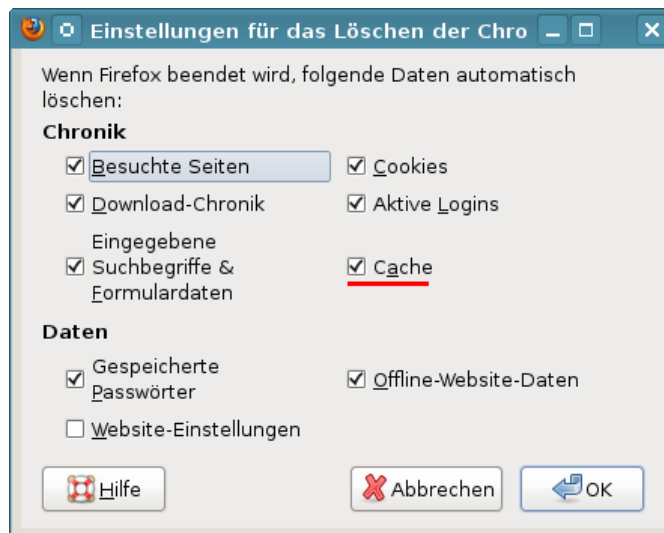 Einstellungen für das Löschen der Chro
Wenn Firefox beendet wird, folgende Daten automatisch
löschen:
Chronik
Besuchte Seiten
Cookies
Download-Chronik
Aktive Logins
Eingegebene
Suchbegriffe &
Formulardaten
Cache
Daten
Gespeicherte
Passwörter
Offline-Website-Daten
Website-Einstellungen
Hilfe
Abbrechen
OK